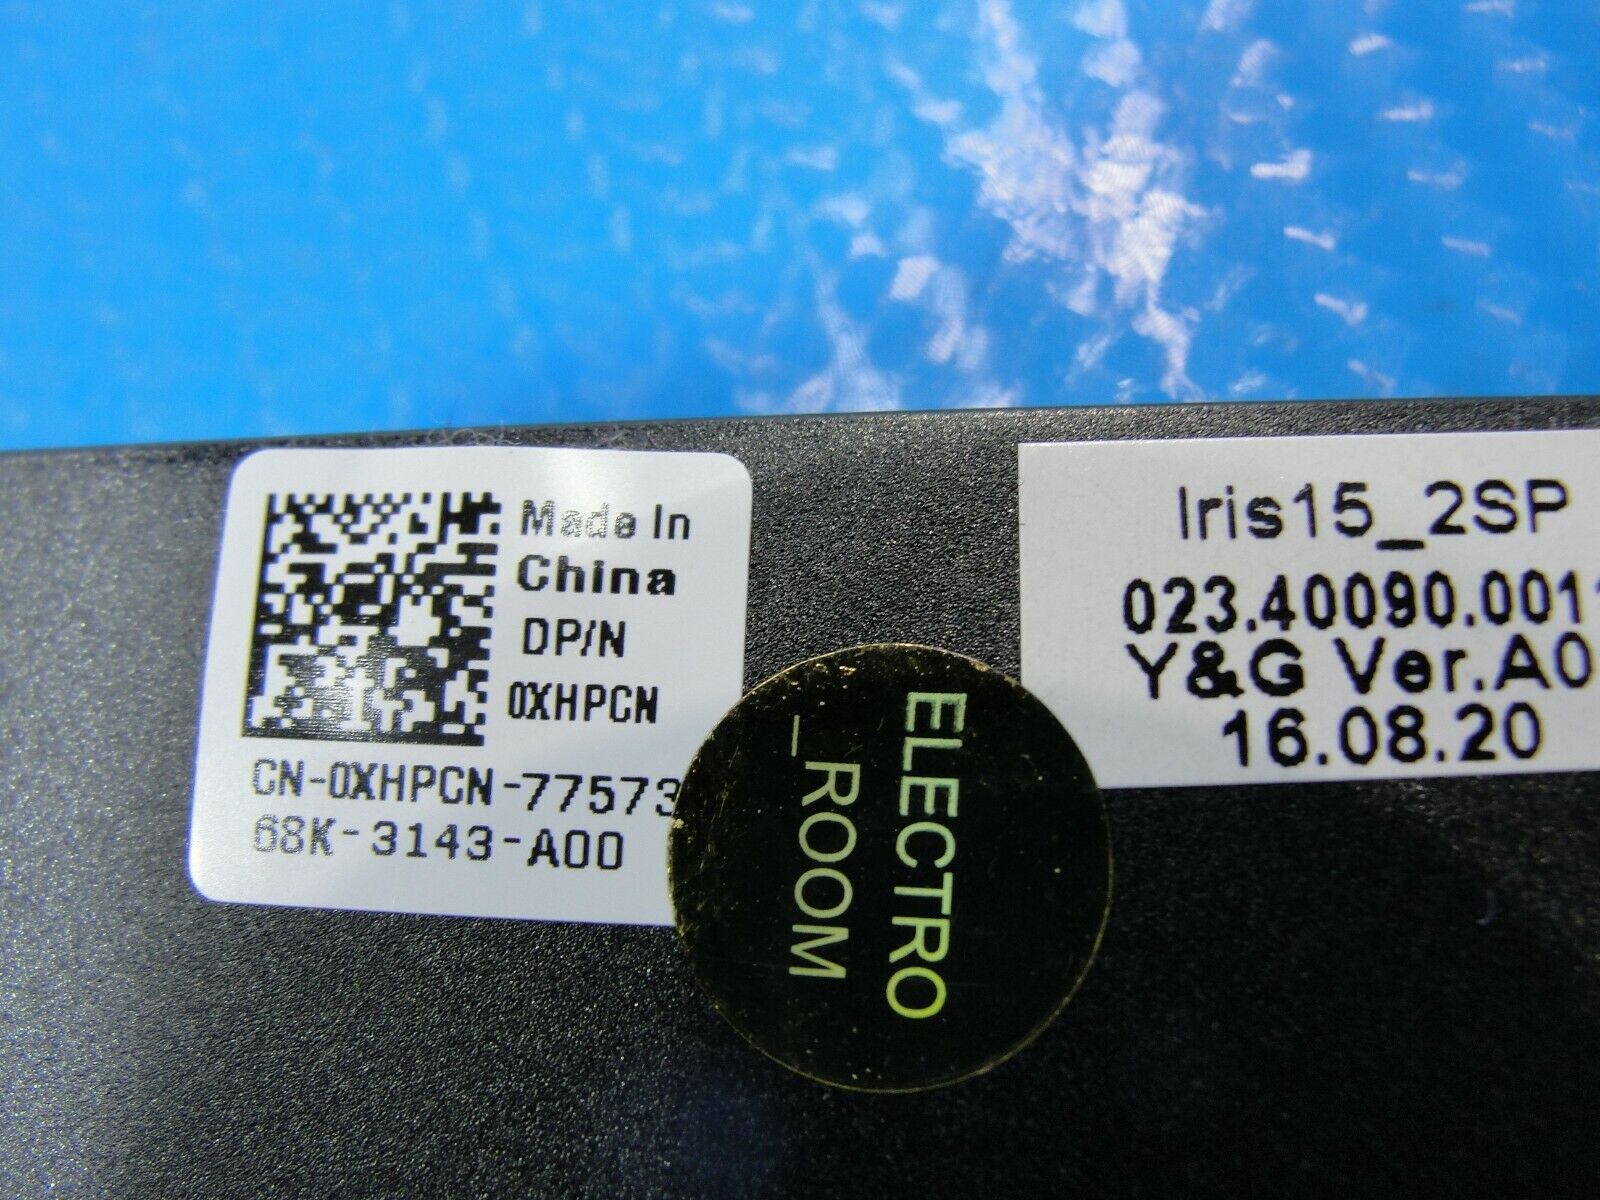 Made In
China
DP/N
0XHPCN
CN-0XHPCN-77573
68K-3143-A00
ELECTRO
_ROOM
Iris15_2SP
023.40090.0011
Y&G Ver.A0
16.08.20